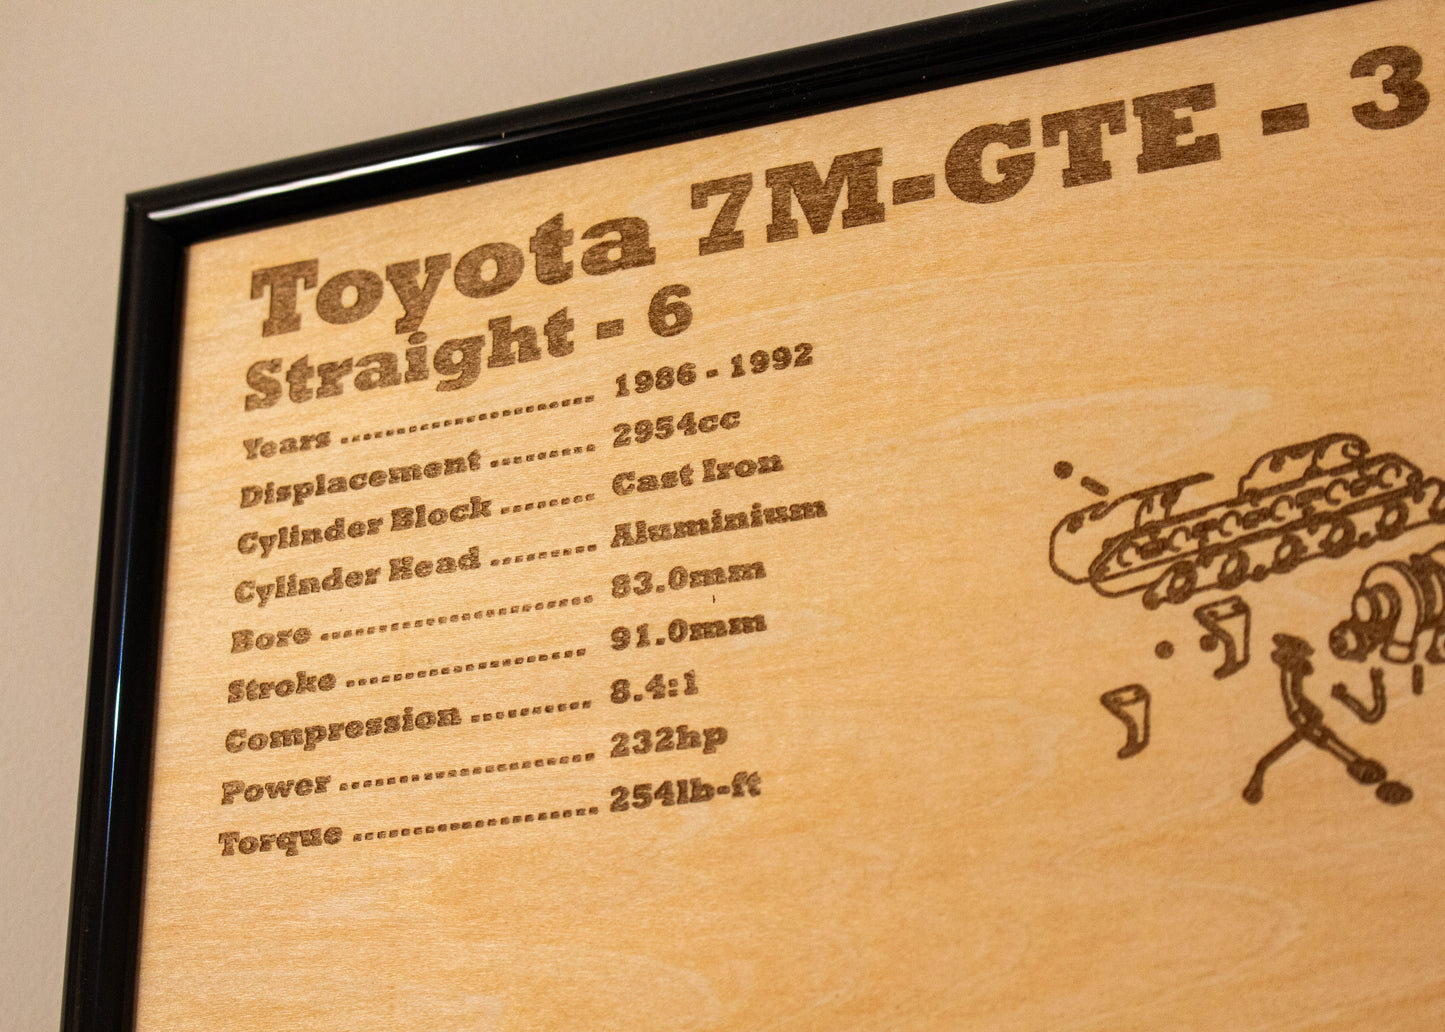 Toyota 7M-GTE - 3
Straight - 6
Years ...................... 1986 - 1992
Displacement ......... 2954cc
Cylinder Block ........ Cast Iron
Cylinder Head ......... Aluminium
Bore ....................... 83.0mm
Stroke .................... 91.0mm
Compression .......... 8.4:1
Power ..................... 232hp
Torque .................... 254lb-ft